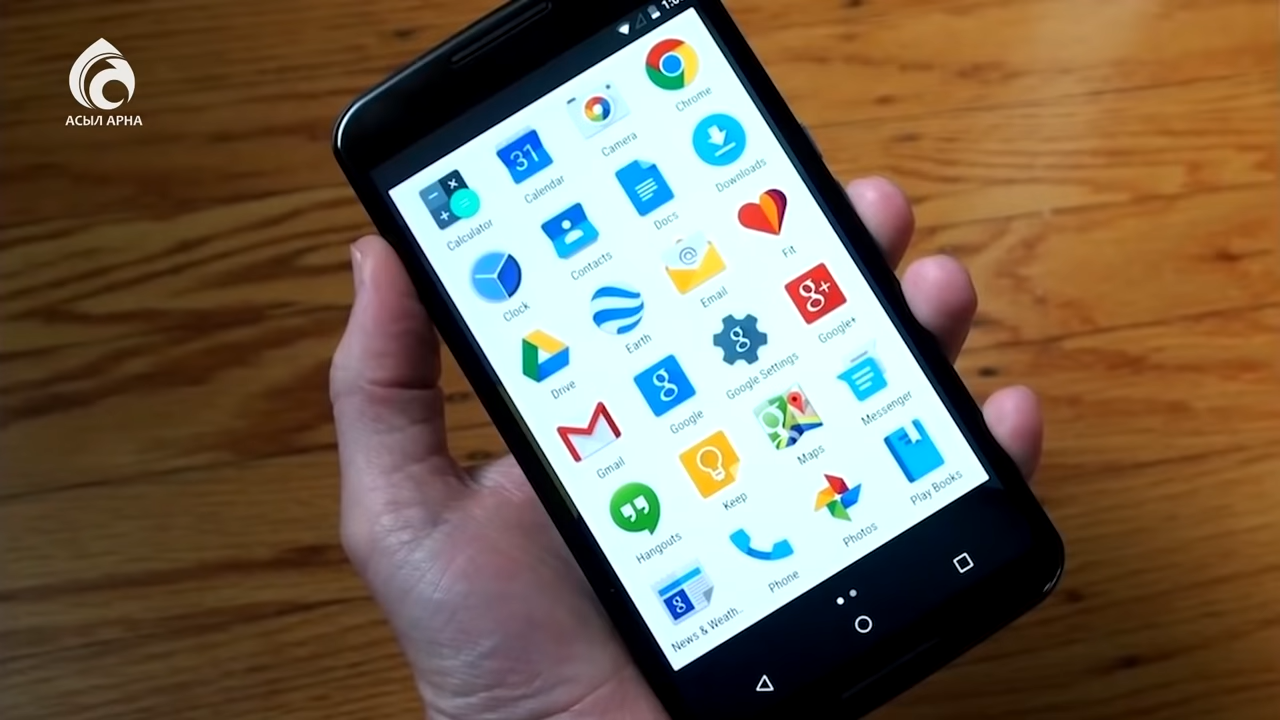 АСЫЛ АРНА
31
Calculator
Calendar
Camera
Chrome
Clock
Contacts
Docs
Downloads
Drive
Earth
Email
Fit
Gmail
Google
Google Settings
Google+
Hangouts
Keep
Maps
Messenger
News & Weath..
Phone
Photos
Play Books